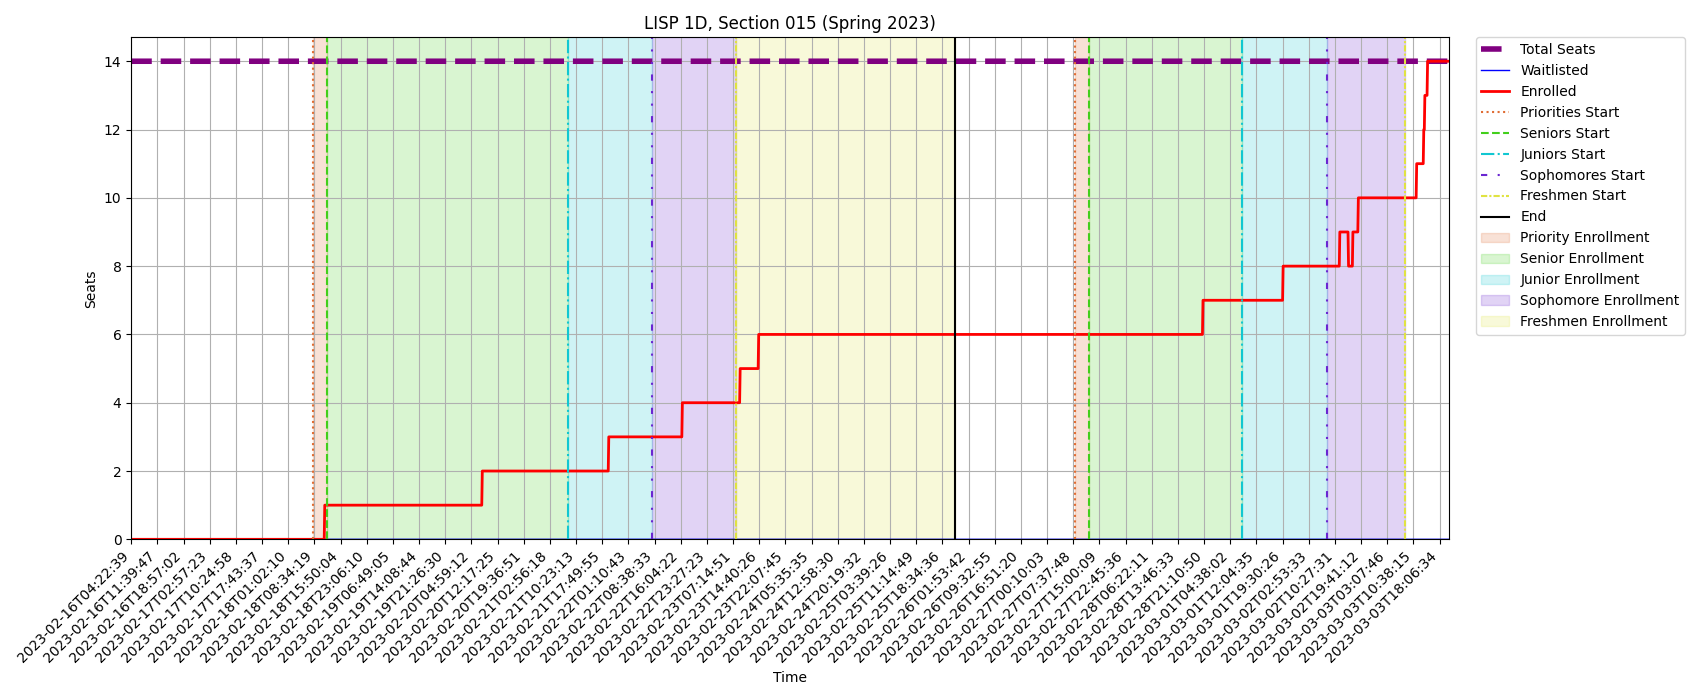 LISP 1D, Section 015 (Spring 2023)
14
12
10
8
6
4
2
0
Seats
2023-02-16T04:22:39
2023-02-16T11:39:47
2023-02-16T18:57:02
2023-02-17T02:57:23
2023-02-17T10:24:58
2023-02-17T17:43:37
2023-02-18T01:02:10
2023-02-18T08:34:19
2023-02-18T15:50:04
2023-02-18T23:06:10
2023-02-19T06:49:05
2023-02-19T14:08:44
2023-02-19T21:26:30
2023-02-20T04:59:12
2023-02-20T12:17:25
2023-02-20T19:36:51
2023-02-21T02:56:18
2023-02-21T10:23:13
2023-02-21T17:49:55
2023-02-22T01:10:43
2023-02-22T08:38:33
2023-02-22T16:04:22
2023-02-22T23:27:23
2023-02-23T07:14:51
2023-02-23T14:40:26
2023-02-23T22:07:45
2023-02-24T05:35:35
2023-02-24T12:58:30
2023-02-24T20:19:32
2023-02-25T03:39:26
2023-02-25T11:14:49
2023-02-25T18:34:36
2023-02-26T01:53:42
2023-02-26T09:32:55
2023-02-26T16:51:20
2023-02-27T00:10:03
2023-02-27T07:37:48
2023-02-27T15:00:09
2023-02-27T22:45:36
2023-02-28T06:22:11
2023-02-28T13:46:33
2023-02-28T21:10:50
2023-03-01T04:38:02
2023-03-01T12:04:35
2023-03-01T19:30:26
2023-03-02T02:53:33
2023-03-02T10:27:31
2023-03-02T19:41:12
2023-03-03T03:07:46
2023-03-03T10:38:15
2023-03-03T18:06:34
Time
Total Seats
Waitlisted
Enrolled
Priorities Start
Seniors Start
Juniors Start
Sophomores Start
Freshmen Start
End
Priority Enrollment
Senior Enrollment
Junior Enrollment
Sophomore Enrollment
Freshmen Enrollment